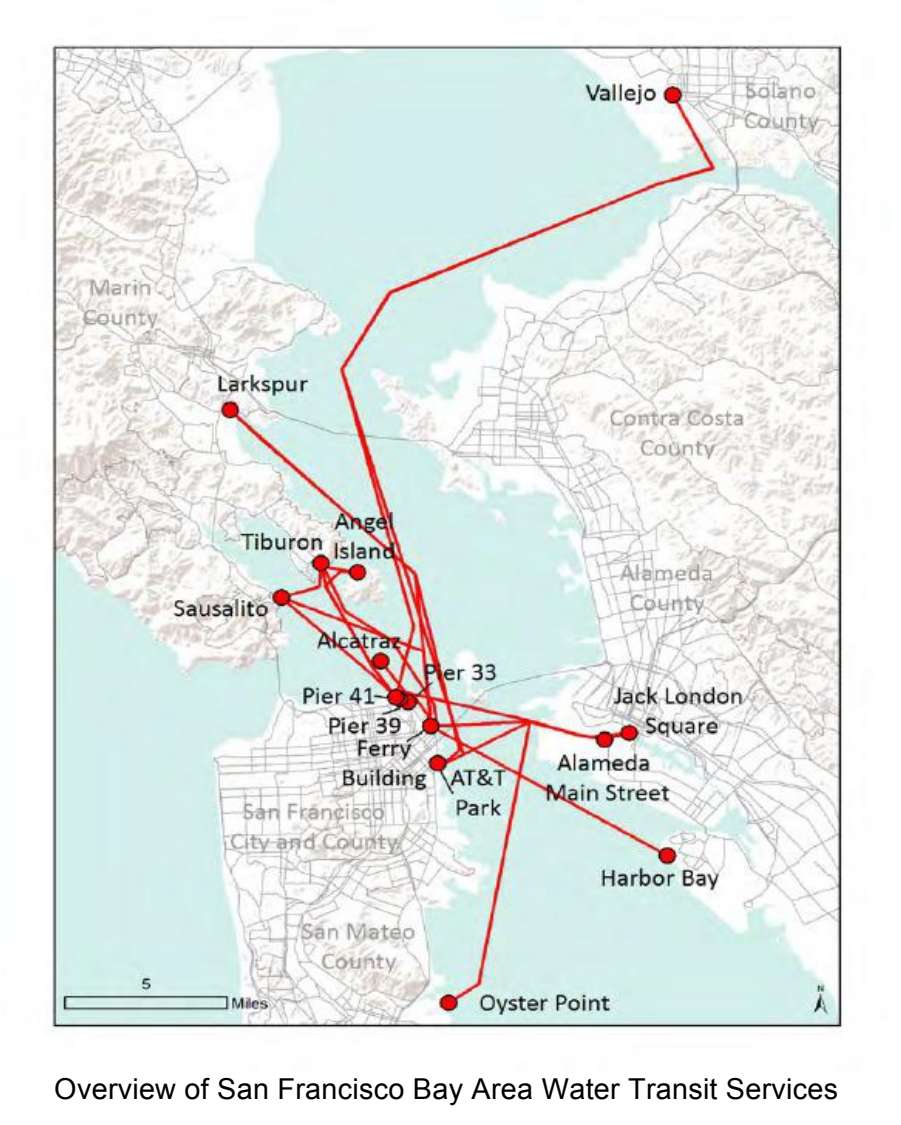 Vallejo
Solano
County
Marin
County
Larkspur
Contra Costa
County
Angel
Island
Tiburon
Alameda
County
Sausalito
Alcatraz
Pier 33
Pier 41
Pier 39
Jack London
Square
Ferry
Building
AT&T
Park
Alameda
Main Street
San Francisco
City and County
Harbor Bay
San Mateo
County
5
Miles
Oyster Point
N
Overview of San Francisco Bay Area Water Transit Services